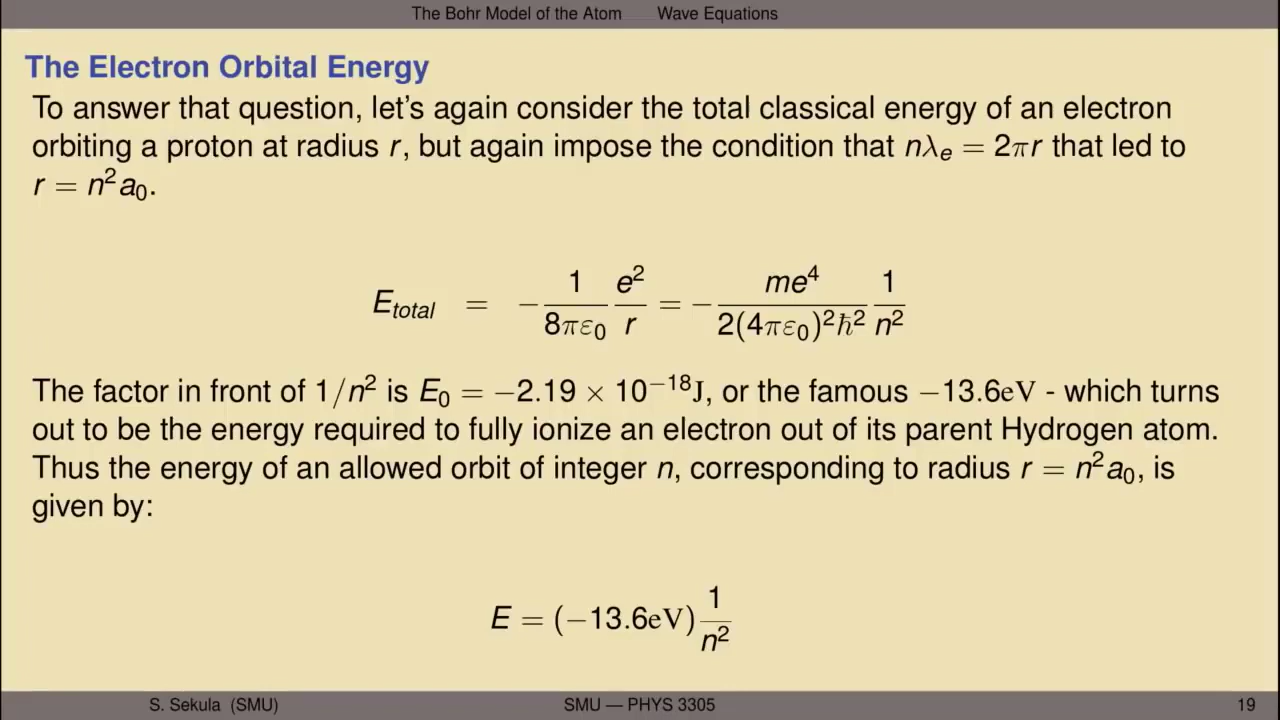 The Bohr Model of the Atom Wave Equations
The Electron Orbital Energy
To answer that question, let's again consider the total classical energy of an electron
orbiting a proton at radius r, but again impose the condition that nλₑ = 2πr that led to
r = n²a₀.
E_total = −(1/8πε₀)(e²/r) = −(me⁴/2(4πε₀)²ℏ²)(1/n²)
The factor in front of 1/n² is E₀ = −2.19 × 10⁻¹⁸J, or the famous −13.6eV - which turns
out to be the energy required to fully ionize an electron out of its parent Hydrogen atom.
Thus the energy of an allowed orbit of integer n, corresponding to radius r = n²a₀, is
given by:
E = (−13.6eV)(1/n²)
S. Sekula (SMU) SMU — PHYS 3305 19